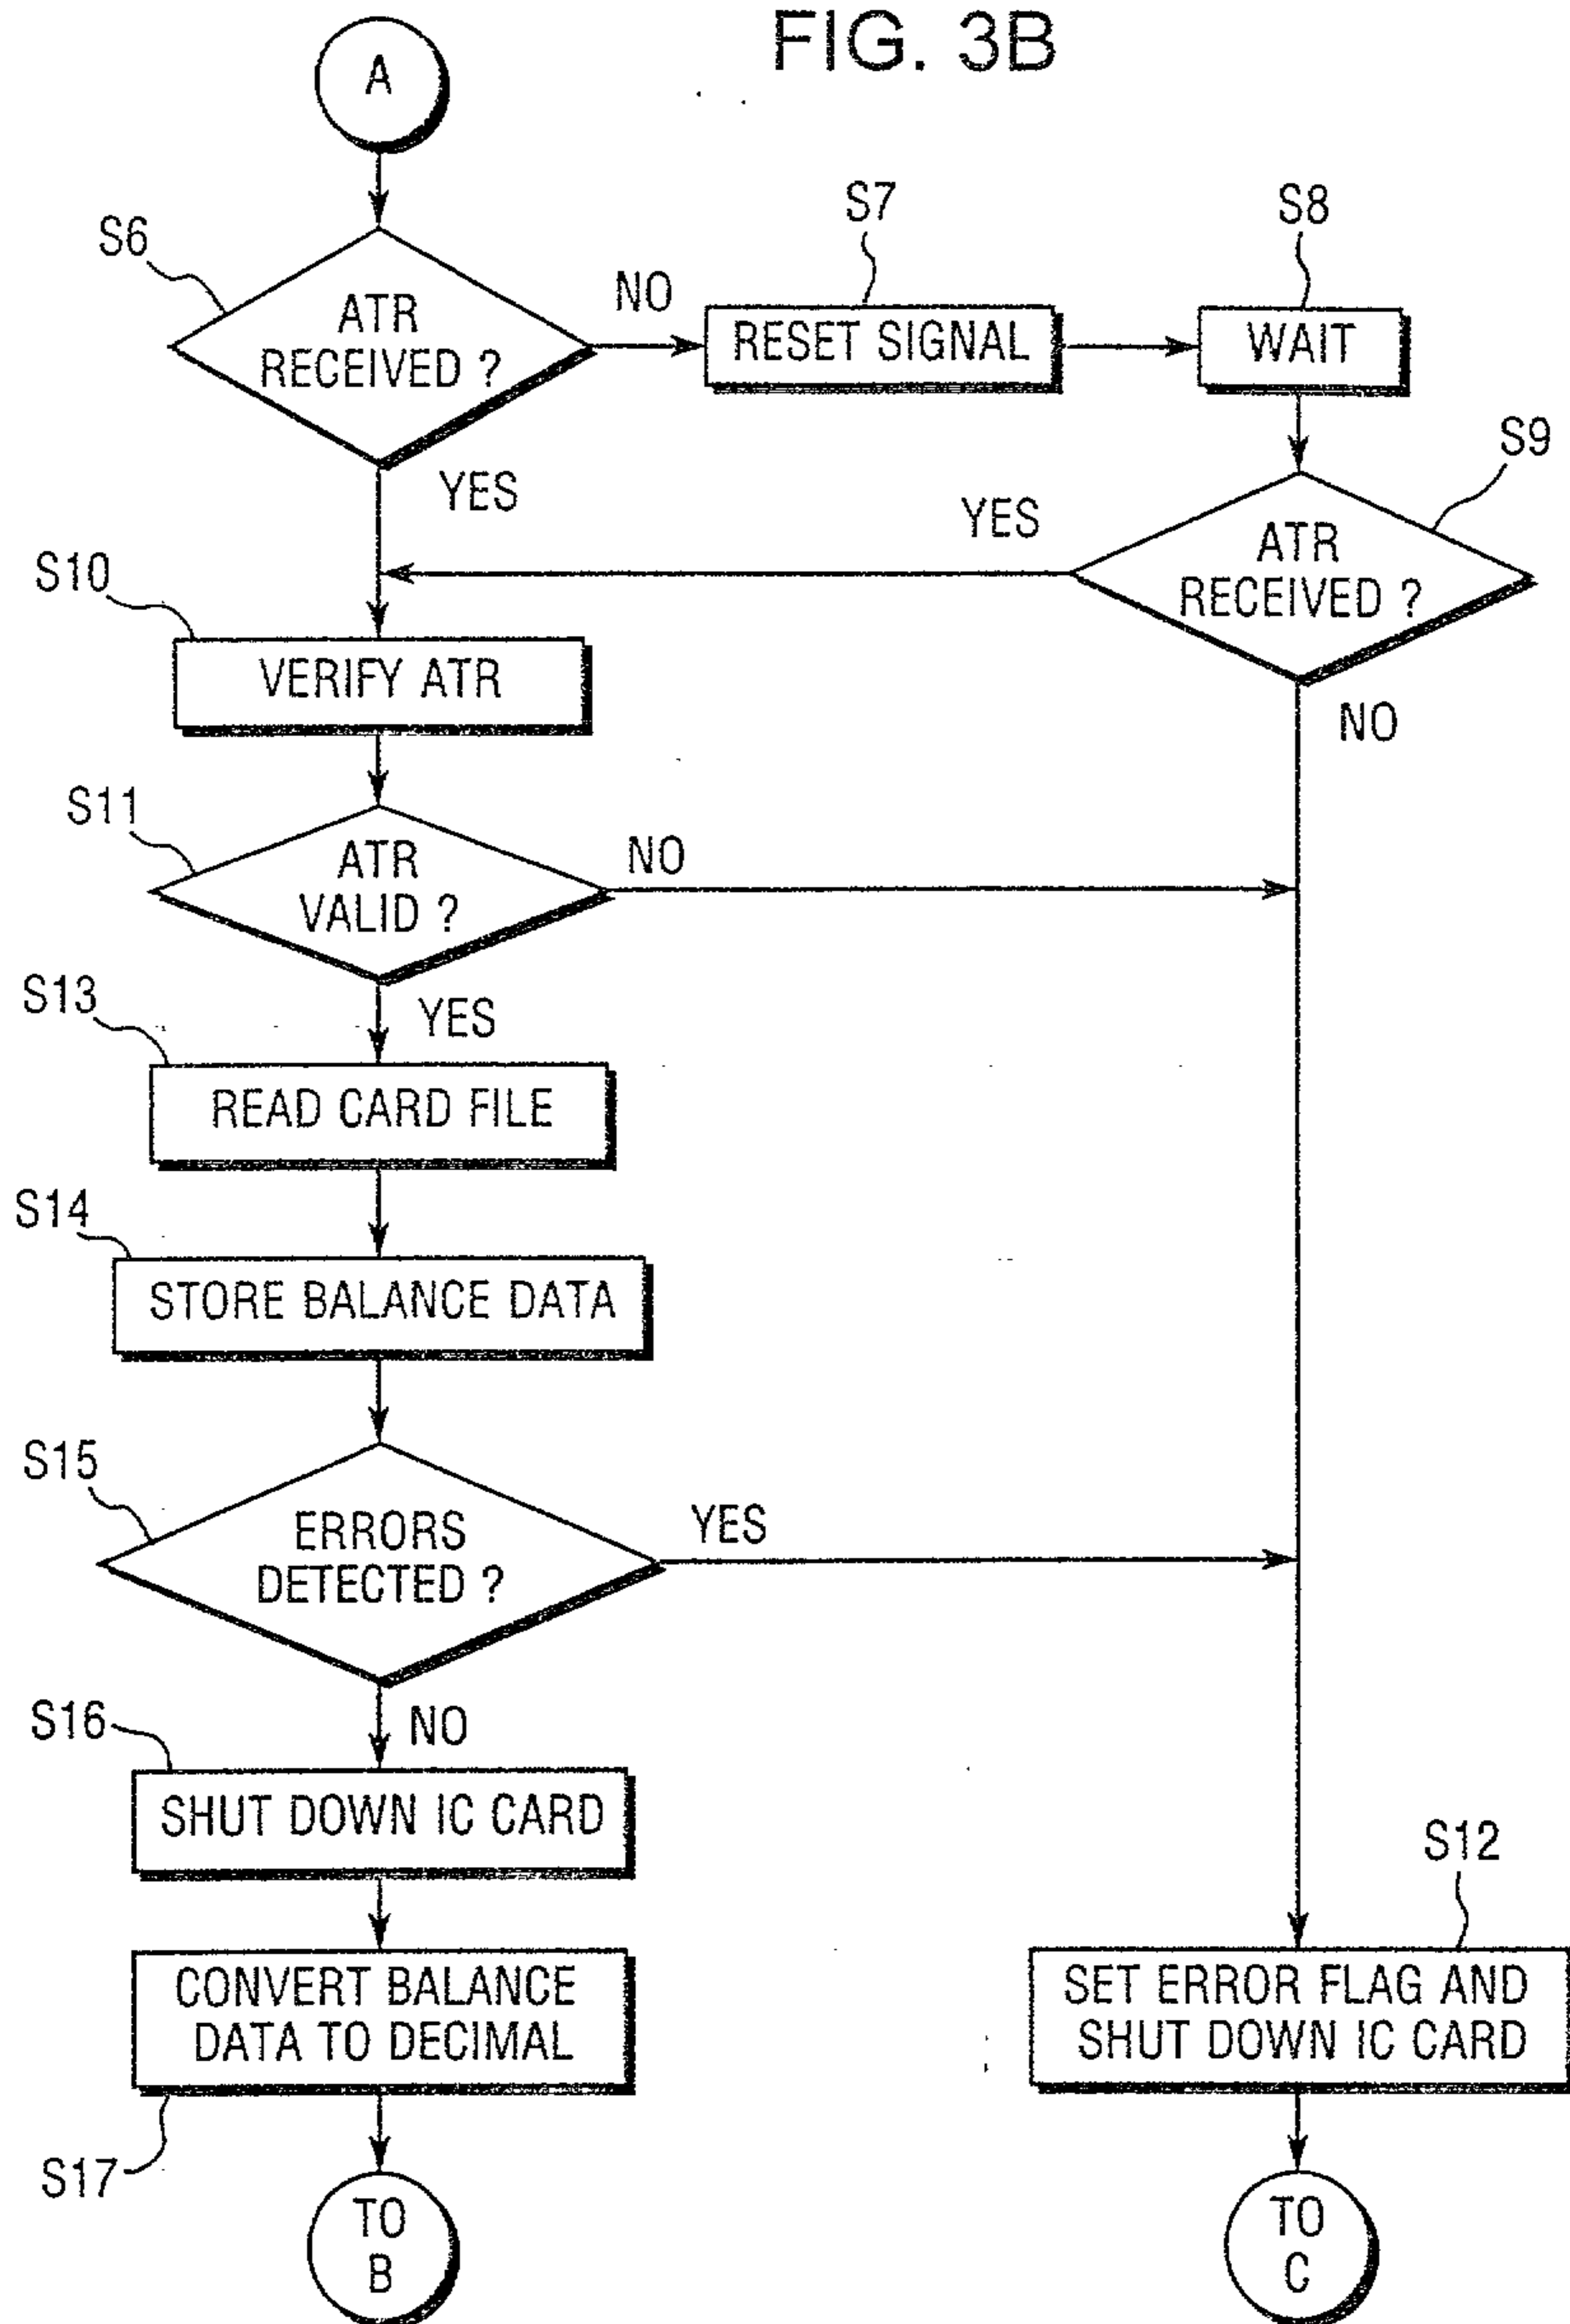 FIG. 3B
A
S6
ATR
RECEIVED ?
NO
YES
S7
RESET SIGNAL
S8
WAIT
S9
ATR
RECEIVED ?
YES
NO
S10
VERIFY ATR
S11
ATR
VALID ?
NO
YES
S13
READ CARD FILE
S14
STORE BALANCE DATA
S15
ERRORS
DETECTED ?
YES
NO
S16
SHUT DOWN IC CARD
S12
SET ERROR FLAG AND
SHUT DOWN IC CARD
CONVERT BALANCE
DATA TO DECIMAL
S17
TO
B
TO
C